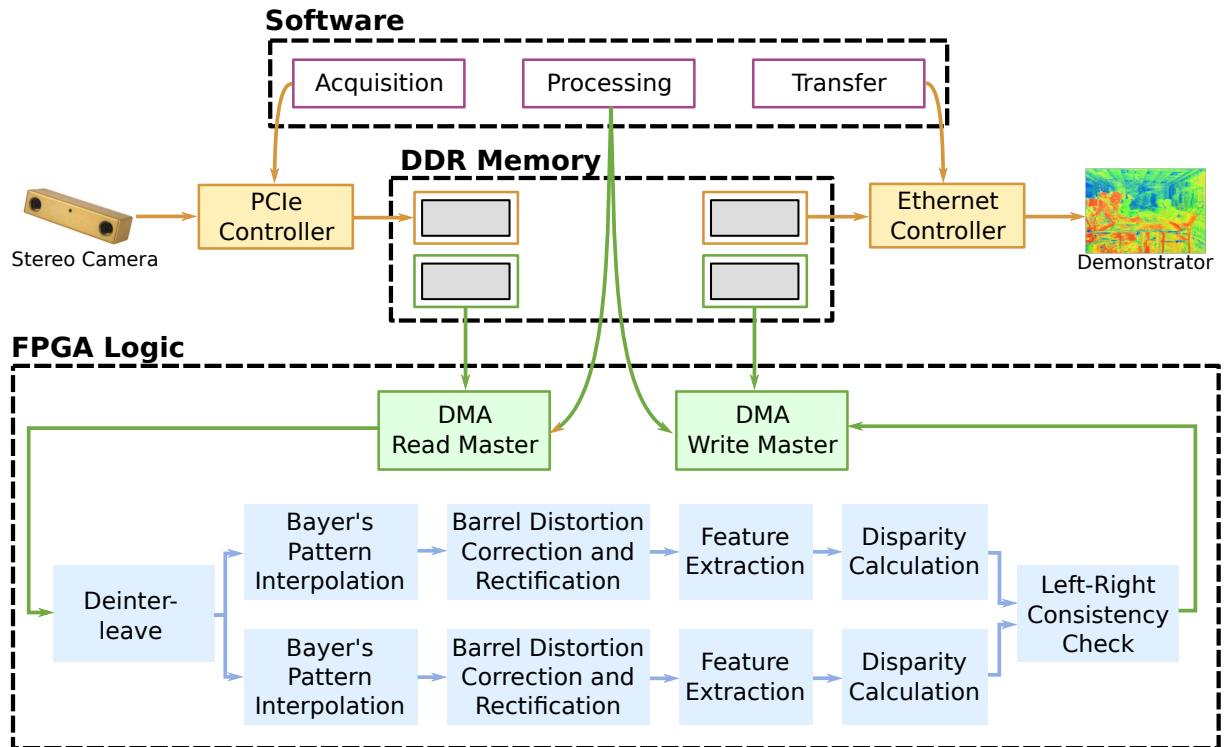 Software
Acquisition
Processing
Transfer
DDR Memory
PCIe
Controller
Ethernet
Controller
Stereo Camera
Demonstrator
FPGA Logic
DMA
Read Master
DMA
Write Master
Bayer's
Pattern
Interpolation
Barrel Distortion
Correction and
Rectification
Feature
Extraction
Disparity
Calculation
Deinter-
leave
Left-Right
Consistency
Check
Bayer's
Pattern
Interpolation
Barrel Distortion
Correction and
Rectification
Feature
Extraction
Disparity
Calculation